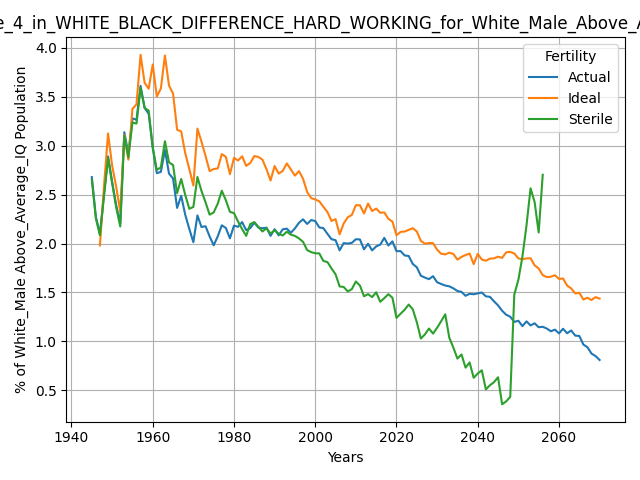 e_4_in_WHITE_BLACK_DIFFERENCE_HARD_WORKING_for_White_Male_Above_A
% of White_Male Above_Average_IQ Population
4.0
3.5
3.0
2.5
2.0
1.5
1.0
0.5
Fertility
Actual
Ideal
Sterile
1940 1960 1980 2000 2020 2040 2060
Years